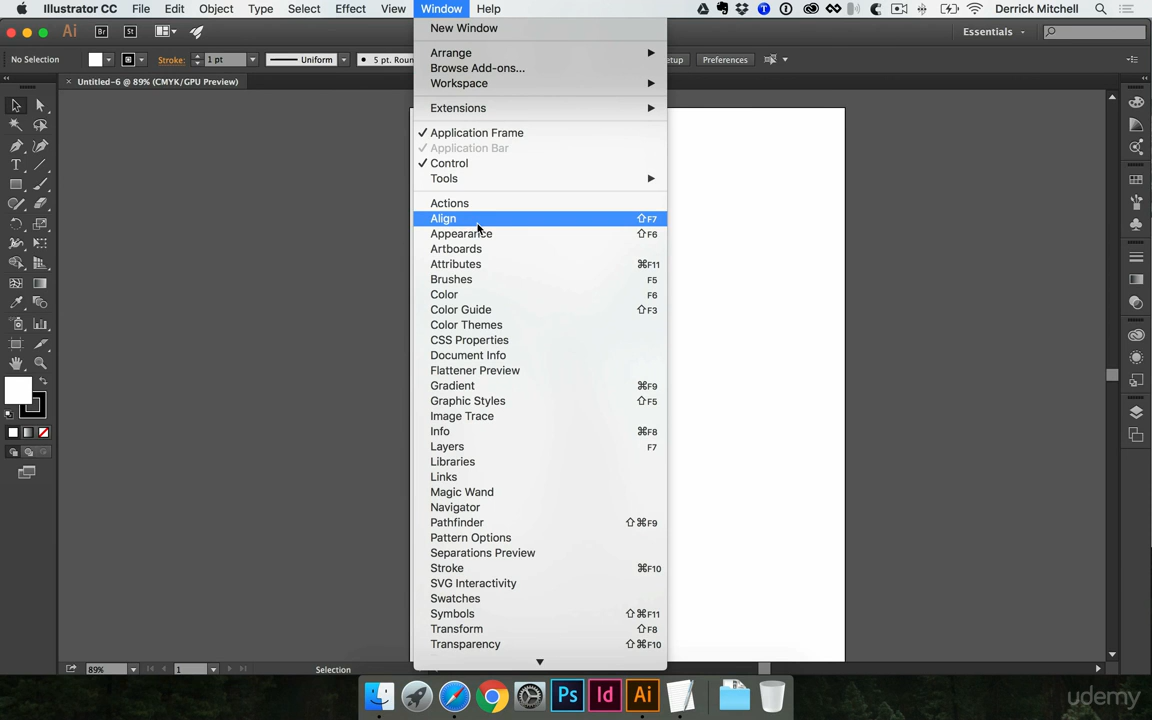 Illustrator CC File Edit Object Type Select Effect View Window Help Derrick Mitchell
Ai Br St Essentials
No Selection Stroke: 1 pt Uniform 5 pt. Roun etup Preferences
× Untitled-6 @ 89% (CMYK/GPU Preview)
New Window
Arrange
Browse Add-ons...
Workspace
Extensions
✓ Application Frame
✓ Application Bar
✓ Control
Tools
Actions
Align ⇧F7
Appearance ⇧F6
Artboards
Attributes ⌘F11
Brushes F5
Color F6
Color Guide ⇧F3
Color Themes
CSS Properties
Document Info
Flattener Preview
Gradient ⌘F9
Graphic Styles ⇧F5
Image Trace
Info ⌘F8
Layers F7
Libraries
Links
Magic Wand
Navigator
Pathfinder ⇧⌘F9
Pattern Options
Separations Preview
Stroke ⌘F10
SVG Interactivity
Swatches
Symbols ⇧⌘F11
Transform ⇧F8
Transparency ⇧⌘F10
89% 1 Selection
Ps Id Ai
udemy